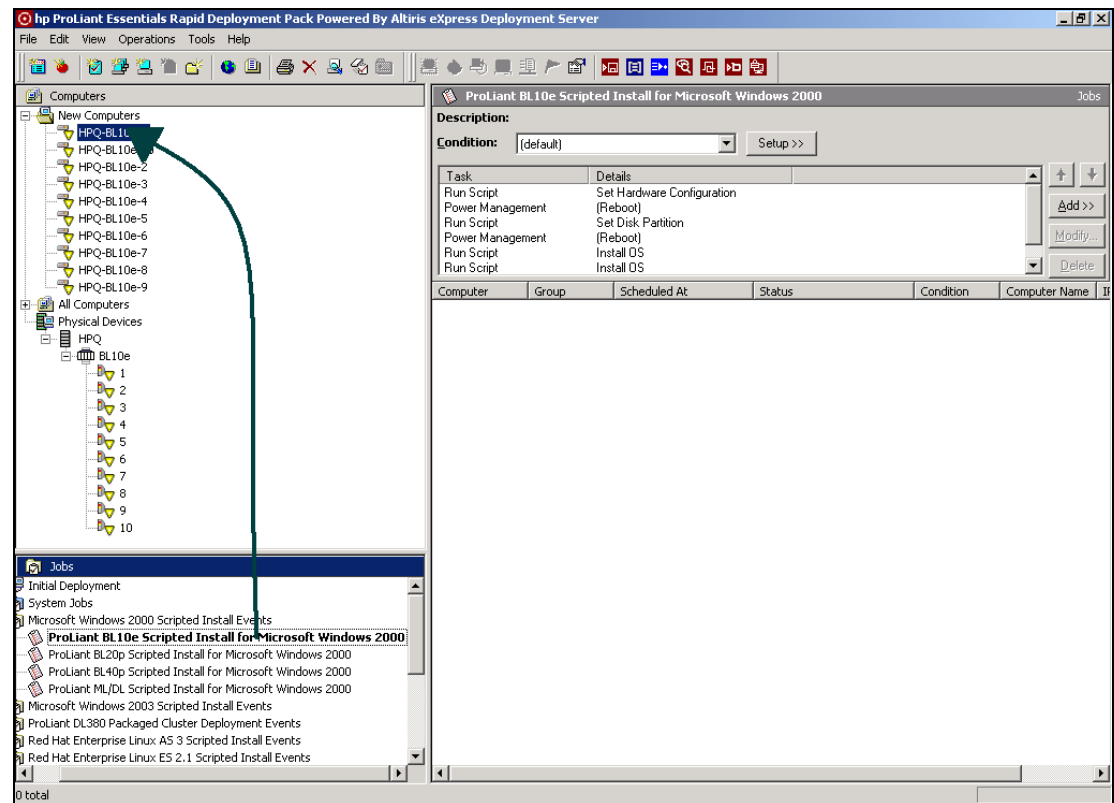 hp ProLiant Essentials Rapid Deployment Pack Powered By Altiris eXpress Deployment Server
File Edit View Operations Tools Help
Computers
New Computers
HPQ-BL10e-2
HPQ-BL10e-3
HPQ-BL10e-4
HPQ-BL10e-5
HPQ-BL10e-6
HPQ-BL10e-7
HPQ-BL10e-8
HPQ-BL10e-9
All Computers
Physical Devices
HPQ
BL10e
1
2
3
4
5
6
7
8
9
10
Jobs
Initial Deployment
System Jobs
Microsoft Windows 2000 Scripted Install Events
ProLiant BL10e Scripted Install for Microsoft Windows 2000
ProLiant BL20p Scripted Install for Microsoft Windows 2000
ProLiant BL40p Scripted Install for Microsoft Windows 2000
ProLiant ML/DL Scripted Install for Microsoft Windows 2000
Microsoft Windows 2003 Scripted Install Events
ProLiant DL380 Packaged Cluster Deployment Events
Red Hat Enterprise Linux AS 3 Scripted Install Events
Red Hat Enterprise Linux ES 2.1 Scripted Install Events
ProLiant BL10e Scripted Install for Microsoft Windows 2000 Jobs
Description:
Condition: (default) Setup >>
Task Details
Run Script Set Hardware Configuration
Power Management (Reboot)
Run Script Set Disk Partition
Power Management (Reboot)
Run Script Install OS
Run Script Install OS
Add >>
Modify...
Delete
Computer Group Scheduled At Status Condition Computer Name
0 total